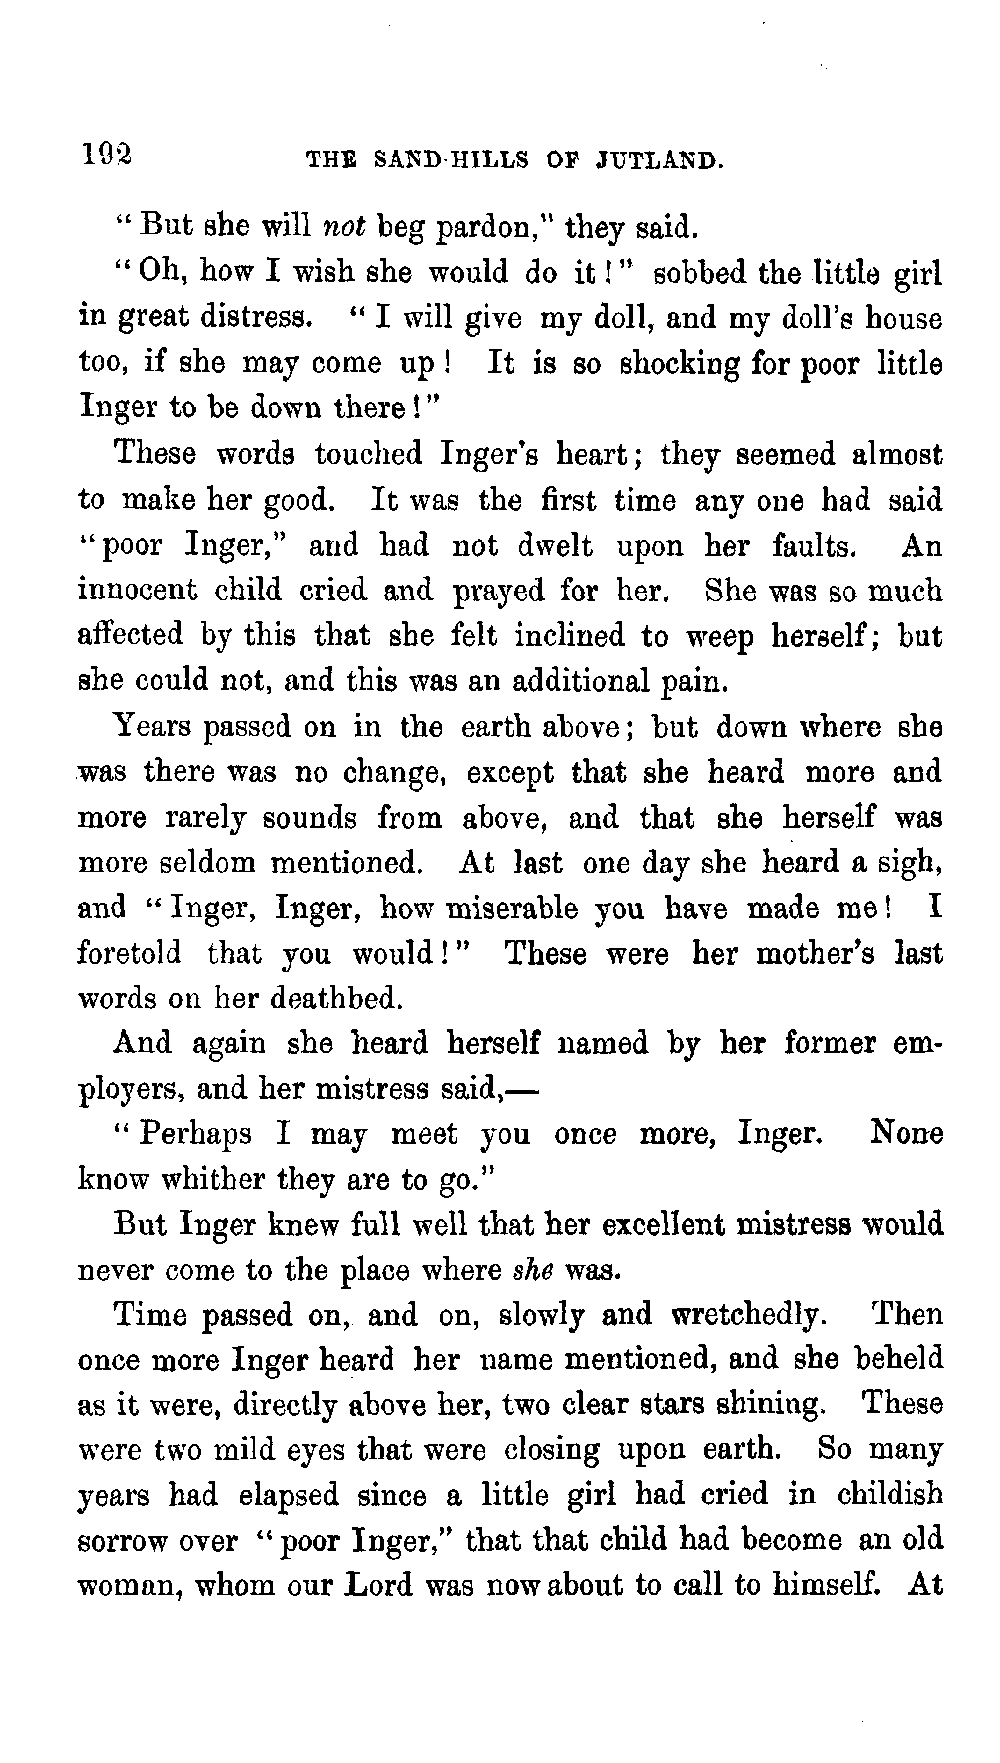 192 THE SAND-HILLS OF JUTLAND.
"But she will not beg pardon," they said.
"Oh, how I wish she would do it!" sobbed the little girl
in great distress. "I will give my doll, and my doll's house
too, if she may come up! It is so shocking for poor little
Inger to be down there!"
These words touched Inger's heart; they seemed almost
to make her good. It was the first time any one had said
"poor Inger," and had not dwelt upon her faults. An
innocent child cried and prayed for her. She was so much
affected by this that she felt inclined to weep herself; but
she could not, and this was an additional pain.
Years passed on in the earth above; but down where she
was there was no change, except that she heard more and
more rarely sounds from above, and that she herself was
more seldom mentioned. At last one day she heard a sigh,
and "Inger, Inger, how miserable you have made me! I
foretold that you would!" These were her mother's last
words on her deathbed.
And again she heard herself named by her former em-
ployers, and her mistress said,—
"Perhaps I may meet you once more, Inger. None
know whither they are to go."
But Inger knew full well that her excellent mistress would
never come to the place where she was.
Time passed on, and on, slowly and wretchedly. Then
once more Inger heard her name mentioned, and she beheld
as it were, directly above her, two clear stars shining. These
were two mild eyes that were closing upon earth. So many
years had elapsed since a little girl had cried in childish
sorrow over "poor Inger," that that child had become an old
woman, whom our Lord was now about to call to himself. At